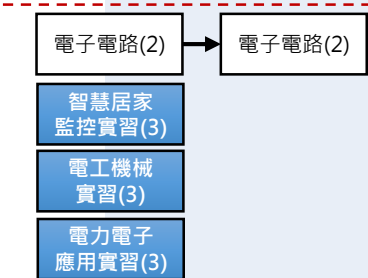 電子電路(2)
電子電路(2)
智慧居家
監控實習(3)
電工機械
實習(3)
電力電子
應用實習(3)